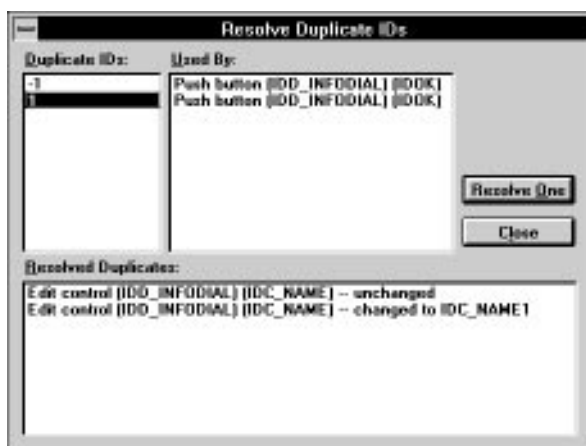 Resolve Duplicate IDs
Duplicate IDs:
Used By:
-1
1
Push button (IDD_INFODIAL) (IDOK)
Push button (IDD_INFODIAL) (IDOK)
Resolve One
Close
Resolved Duplicates:
Edit control (IDD_INFODIAL) (IDC_NAME) -- unchanged
Edit control (IDD_INFODIAL) (IDC_NAME) -- changed to IDC_NAME1